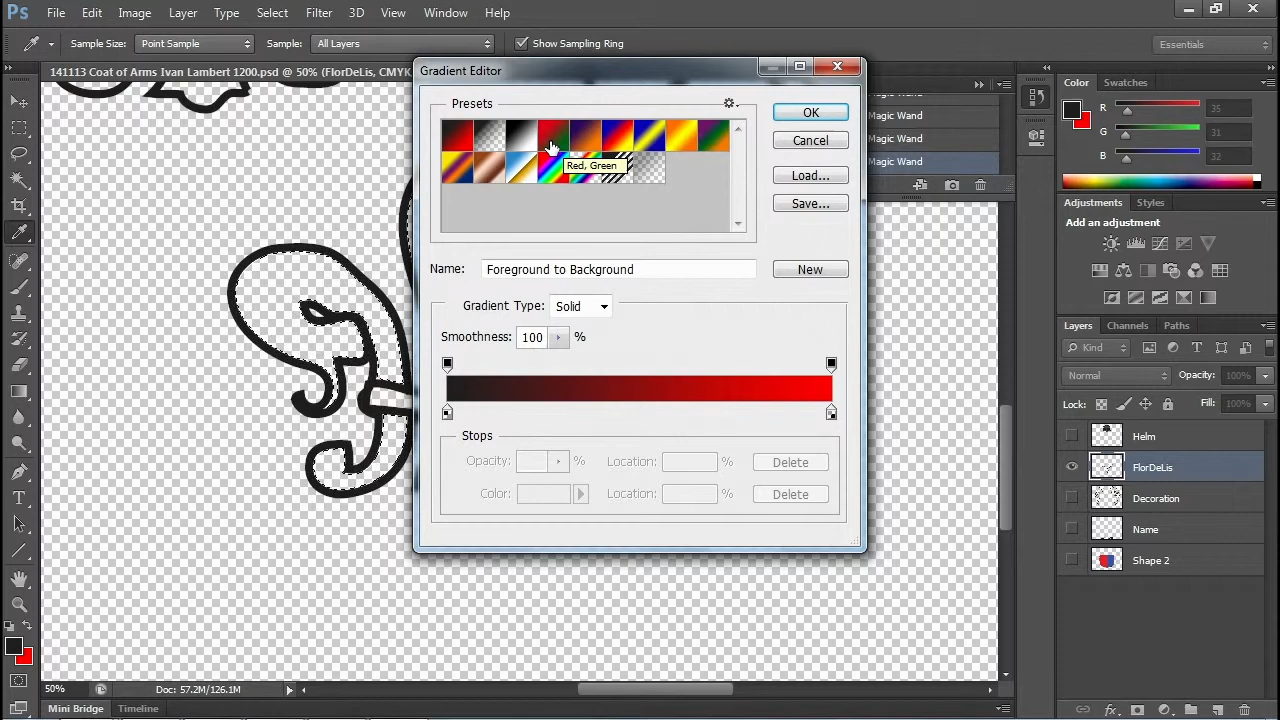 Ps File Edit Image Layer Type Select Filter 3D View Window Help
Sample Size: Point Sample Sample: All Layers Show Sampling Ring Essentials
141113 Coat of Arms Ivan Lambert 1200.psd @ 50% (FlorDeLis, CMYK
Gradient Editor
Presets
Red, Green
OK
Cancel
Load...
Save...
Name: Foreground to Background New
Gradient Type: Solid
Smoothness: 100 %
Stops
Opacity: % Location: % Delete
Color: Location: % Delete
Magic Wand
Magic Wand
Magic Wand
Color Swatches
R 35
G 31
B 32
Adjustments Styles
Add an adjustment
Layers Channels Paths
Kind
Normal Opacity: 100%
Lock: Fill: 100%
Helm
FlorDeLis
Decoration
Name
Shape 2
50% Doc: 57.2M/126.1M
Mini Bridge Timeline